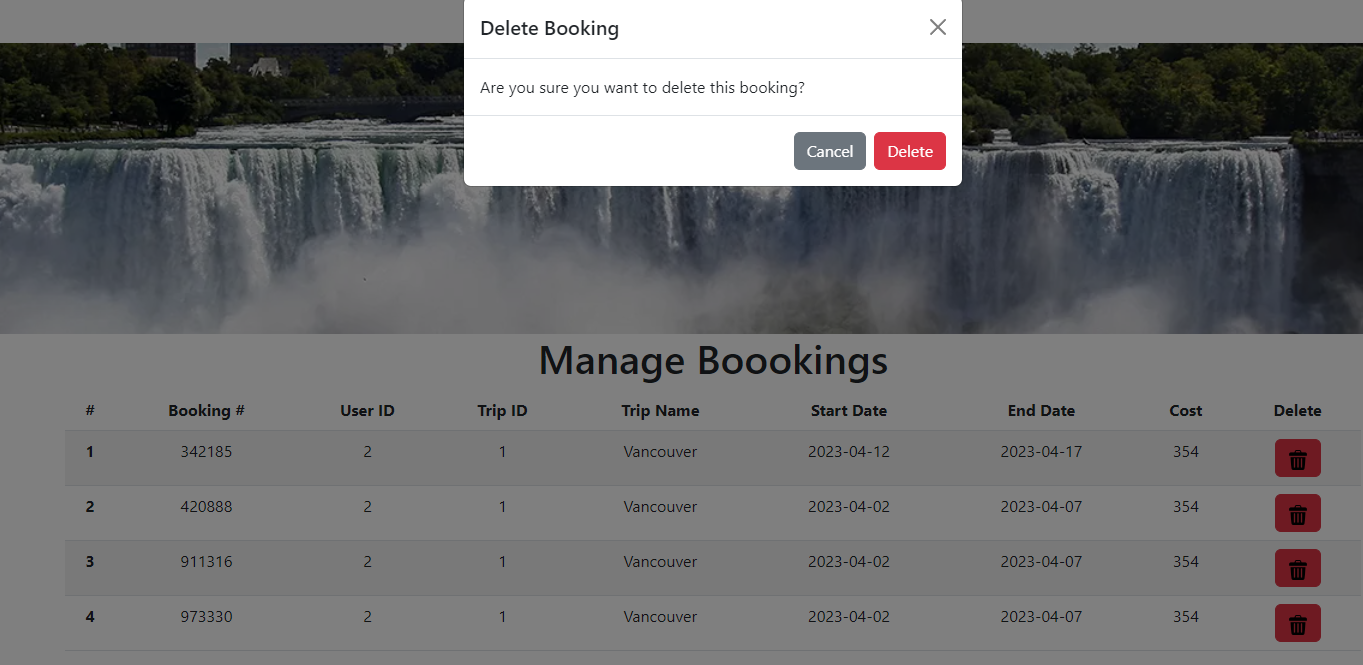 Delete Booking
Are you sure you want to delete this booking?
Cancel Delete
Manage Boookings
# Booking # User ID Trip ID Trip Name Start Date End Date Cost Delete
1 342185 2 1 Vancouver 2023-04-12 2023-04-17 354
2 420888 2 1 Vancouver 2023-04-02 2023-04-07 354
3 911316 2 1 Vancouver 2023-04-02 2023-04-07 354
4 973330 2 1 Vancouver 2023-04-02 2023-04-07 354